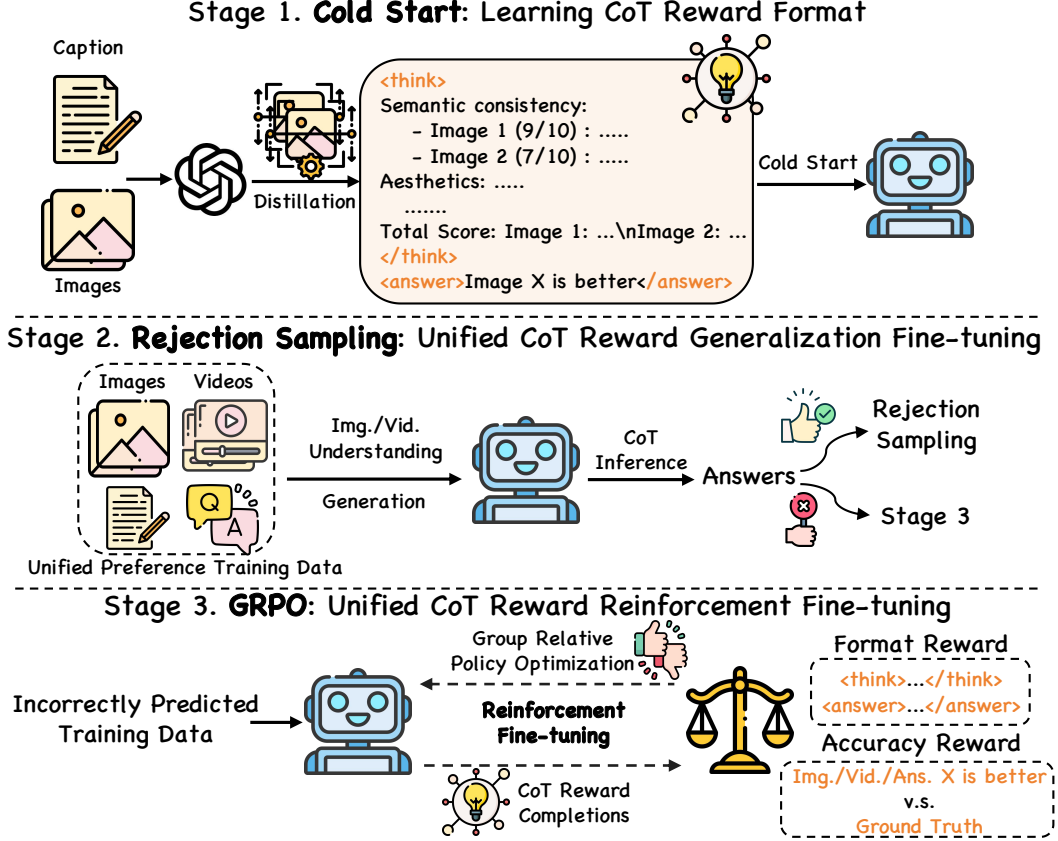 Stage 1. Cold Start: Learning CoT Reward Format
Caption
Images
Distillation
<think>
Semantic consistency:
- Image 1 (9/10) : .....
- Image 2 (7/10) : .....
Aesthetics: .....
.......
Total Score: Image 1: ...\nImage 2: ...
</think>
<answer>Image X is better</answer>
Cold Start
Stage 2. Rejection Sampling: Unified CoT Reward Generalization Fine-tuning
Images
Videos
Q
A
Unified Preference Training Data
Img./Vid.
Understanding
Generation
CoT
Inference
Answers
Rejection
Sampling
Stage 3
Stage 3. GRPO: Unified CoT Reward Reinforcement Fine-tuning
Incorrectly Predicted
Training Data
Group Relative
Policy Optimization
Reinforcement
Fine-tuning
CoT Reward
Completions
Format Reward
<think>...</think>
<answer>...</answer>
Accuracy Reward
Img./Vid./Ans. X is better
v.s.
Ground Truth